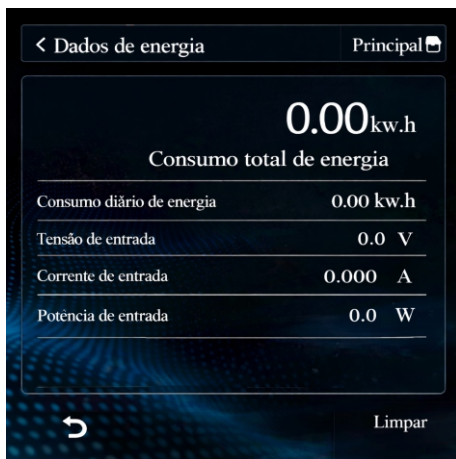 < Dados de energia Principal
0.00kw.h
Consumo total de energia
Consumo diãrio de energia 0.00 kw.h
Tensão de entrada 0.0 V
Corrente de entrada 0.000 A
Potência de entrada 0.0 W
Limpar